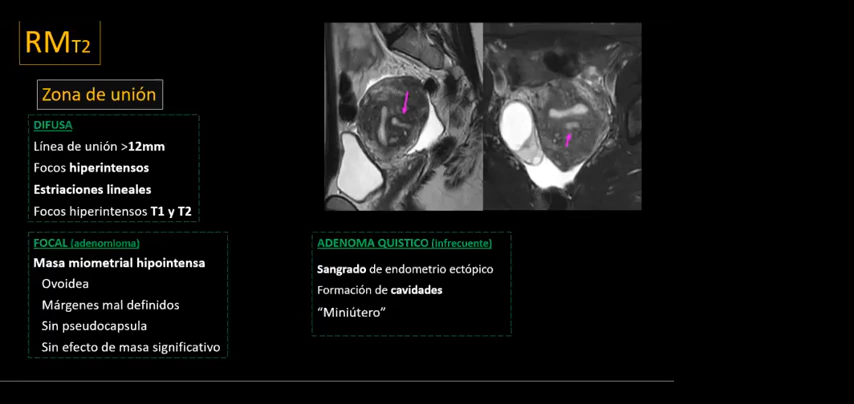 RMT2
Zona de unión
DIFUSA
Línea de unión >12mm
Focos hiperintensos
Estriaciones lineales
Focos hiperintensos T1 y T2
FOCAL (adenomioma)
Masa miometrial hipointensa
Ovoidea
Márgenes mal definidos
Sin pseudocapsula
Sin efecto de masa significativo
ADENOMA QUISTICO (infrecuente)
Sangrado de endometrio ectópico
Formación de cavidades
“Miniútero”